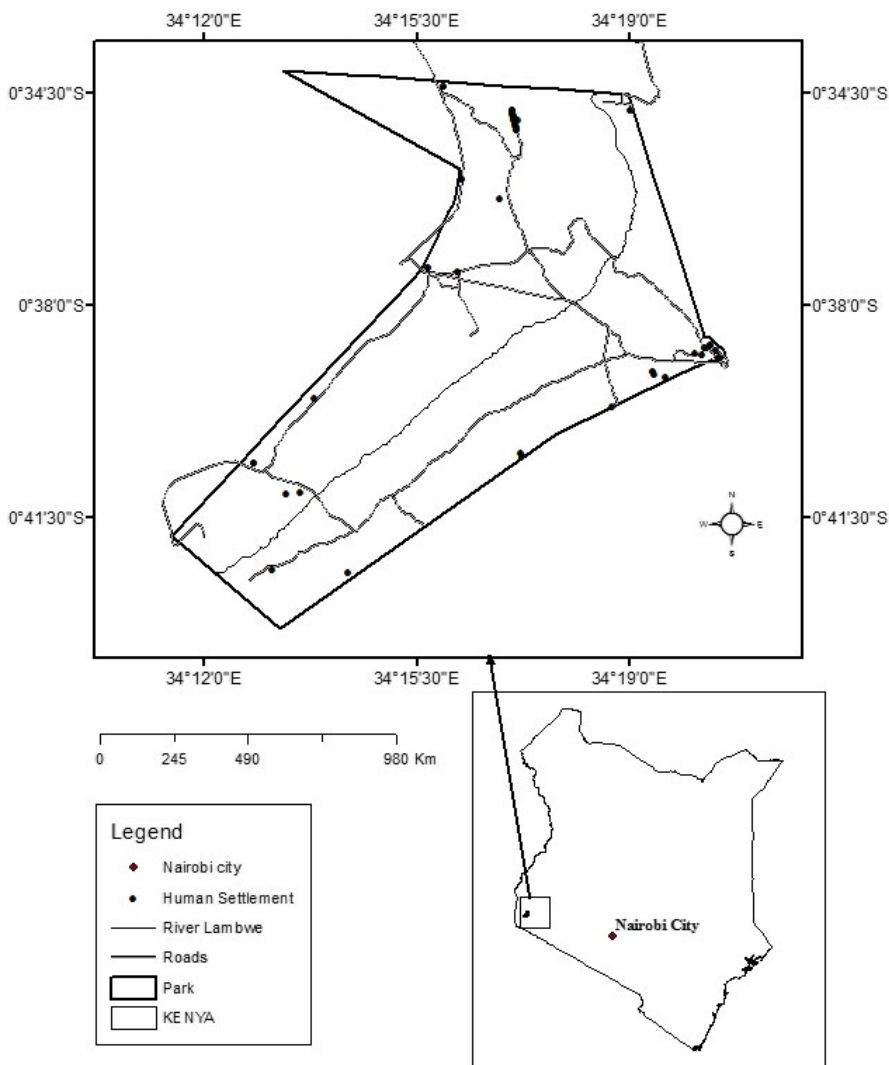 34°12'0"E 34°15'30"E 34°19'0"E
0°34'30"S 0°34'30"S
0°38'0"S 0°38'0"S
0°41'30"S 0°41'30"S
N
W E
S
34°12'0"E 34°15'30"E 34°19'0"E
0 245 490 980 Km
Legend
Nairobi city
Human Settlement
River Lambwe
Roads
Park
KENYA
Nairobi City